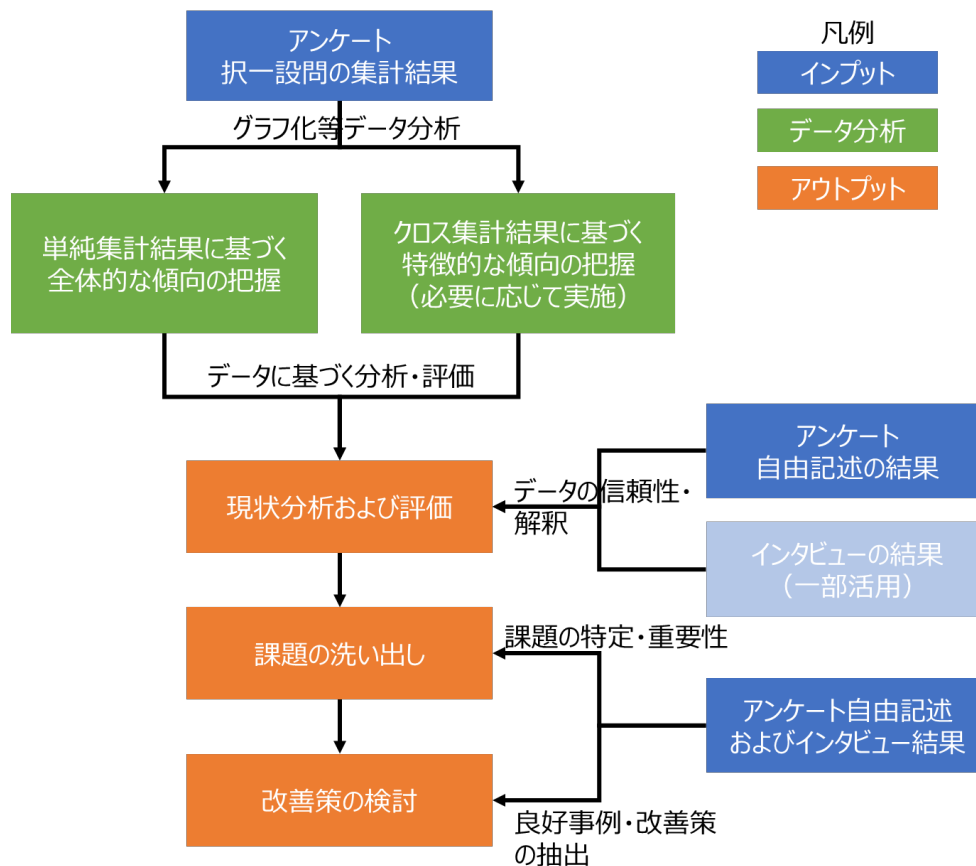 アンケート
択一設問の集計結果
凡例
インプット
データ分析
アウトプット
グラフ化等データ分析
単純集計結果に基づく
全体的な傾向の把握
クロス集計結果に基づく
特徴的な傾向の把握
（必要に応じて実施）
データに基づく分析・評価
アンケート
自由記述の結果
現状分析および評価
データの信頼性・
解釈
インタビューの結果
（一部活用）
課題の洗い出し
課題の特定・重要性
アンケート自由記述
およびインタビュー結果
改善策の検討
良好事例・改善策
の抽出